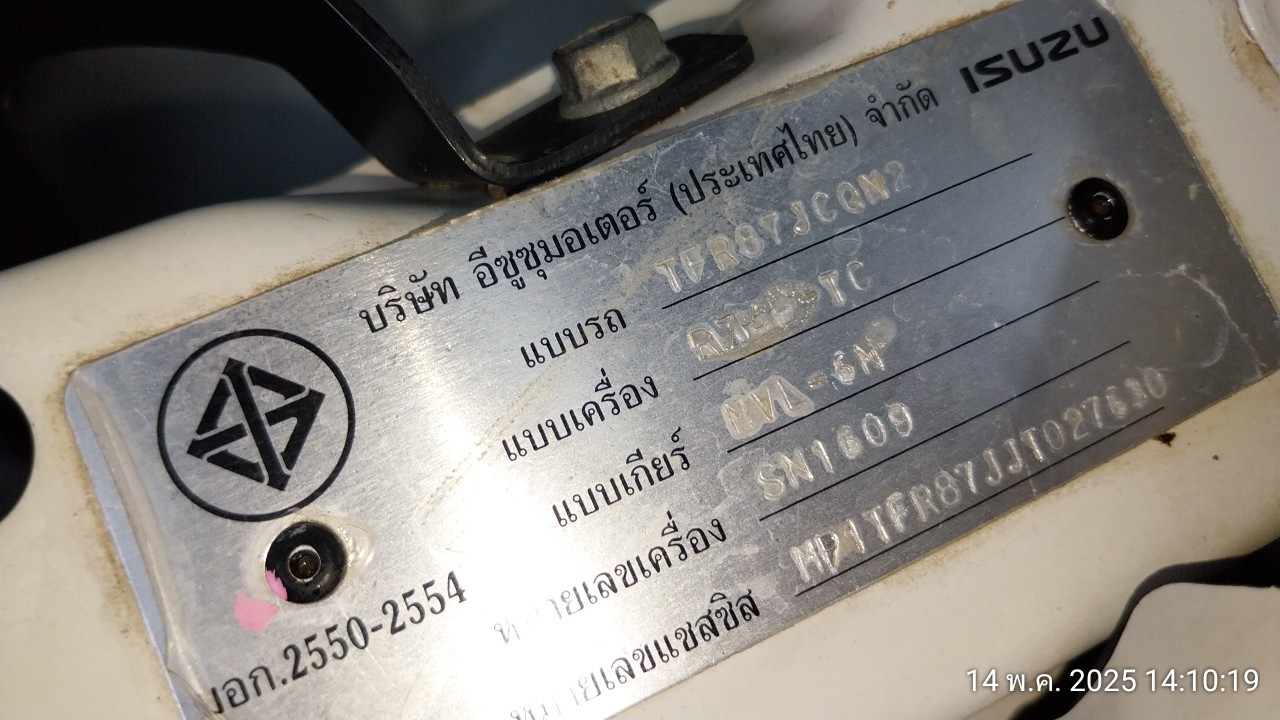 ISUZU
บริษัท อีซูซุมอเตอร์ (ประเทศไทย) จำกัด
แบบรถ TFR87JCQM2
แบบเครื่อง TC
แบบเกียร์
หมายเลขเครื่อง SN1609
หมายเลขแชสซิส MP1TFR87JJT027630
มอก.2550-2554
14 พ.ค. 2025 14:10:19